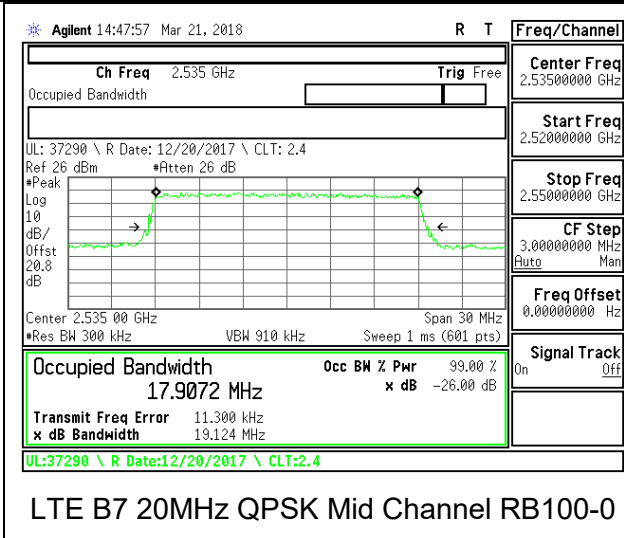 Agilent 14:47:57 Mar 21, 2018 R T
Freq/Channel
Ch Freq 2.535 GHz Trig Free
Occupied Bandwidth
Center Freq
2.53500000 GHz
Start Freq
2.52000000 GHz
Stop Freq
2.55000000 GHz
CF Step
3.00000000 MHz
Auto Man
Freq Offset
0.00000000 Hz
Signal Track
On Off
UL: 37290 \ R Date: 12/20/2017 \ CLT: 2.4
Ref 26 dBm #Atten 26 dB
#Peak
Log
10
dB/
Offst
20.8
dB
Center 2.535 00 GHz Span 30 MHz
#Res BW 300 kHz VBW 910 kHz Sweep 1 ms (601 pts)
Occupied Bandwidth Occ BW % Pwr 99.00 %
17.9072 MHz x dB -26.00 dB
Transmit Freq Error 11.300 kHz
x dB Bandwidth 19.124 MHz
UL:37290 \ R Date:12/20/2017 \ CLT:2.4
LTE B7 20MHz QPSK Mid Channel RB100-0